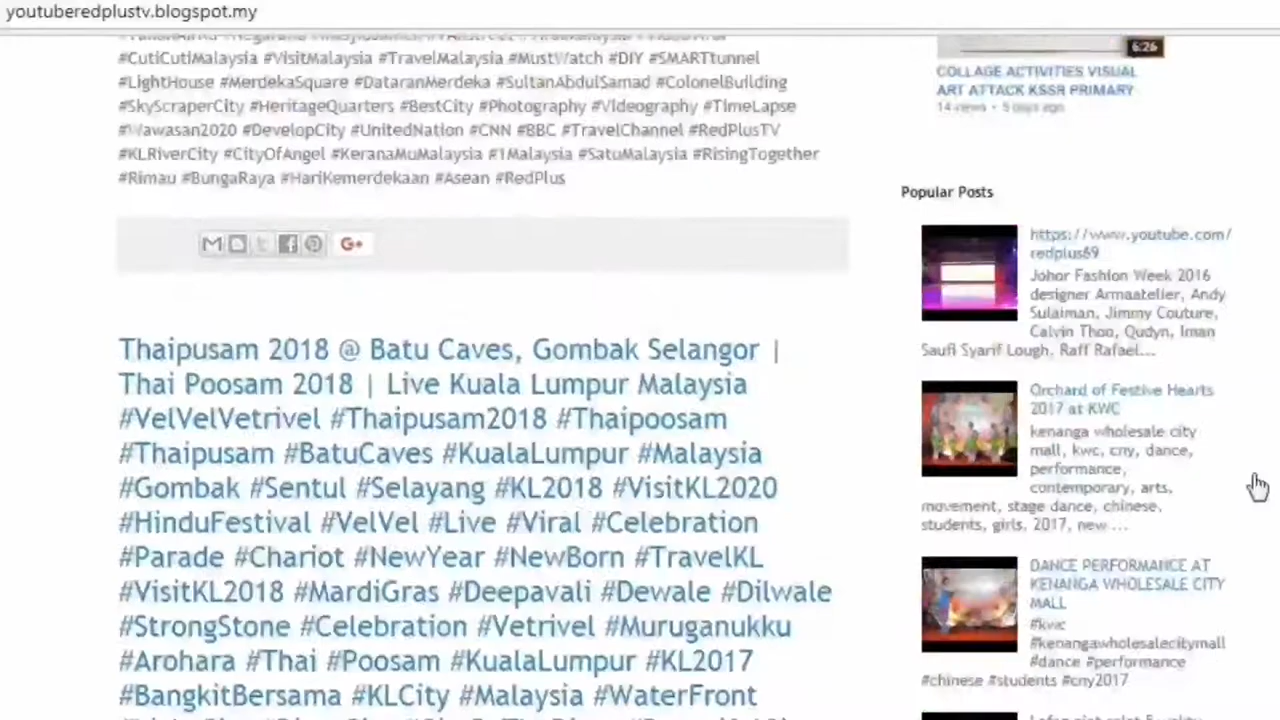 youtuberedplustv.blogspot.my
#CutiCutiMalaysia #VisitMalaysia #TravelMalaysia #MustWatch #DIY #SMARTtunnel
#LightHouse #MerdekaSquare #DataranMerdeka #SultanAbdulSamad #ColonelBuilding
#SkyScraperCity #HeritageQuarters #BestCity #Photography #Videography #TimeLapse
#Wawasan2020 #DevelopCity #UnitedNation #CNN #BBC #TravelChannel #RedPlusTV
#KLRiverCity #CityOfAngel #KeranaMuMalaysia #1Malaysia #SatuMalaysia #RisingTogether
#Rimau #BungaRaya #HariKemerdekaan #Asean #RedPlus
G+
Thaipusam 2018 @ Batu Caves, Gombak Selangor |
Thai Poosam 2018 | Live Kuala Lumpur Malaysia
#VelVelVetrivel #Thaipusam2018 #Thaipoosam
#Thaipusam #BatuCaves #KualaLumpur #Malaysia
#Gombak #Sentul #Selayang #KL2018 #VisitKL2020
#HinduFestival #VelVel #Live #Viral #Celebration
#Parade #Chariot #NewYear #NewBorn #TravelKL
#VisitKL2018 #MardiGras #Deepavali #Dewale #Dilwale
#StrongStone #Celebration #Vetrivel #Muruganukku
#Arohara #Thai #Poosam #KualaLumpur #KL2017
#BangkitBersama #KLCity #Malaysia #WaterFront
6:26
COLLAGE ACTIVITIES VISUAL
ART ATTACK KSSR PRIMARY
14 views • 5 days ago
Popular Posts
https://www.youtube.com/
redplus69
Johor Fashion Week 2016
designer Armaatelier, Andy
Sulaiman, Jimmy Couture,
Calvin Thoo, Qudyn, Iman
Saufi Syarif Lough, Raff Rafael...
Orchard of Festive Hearts
2017 at KWC
kenanga wholesale city
mall, kwc, cny, dance,
performance,
contemporary, arts,
movement, stage dance, chinese,
students, girls, 2017, new ...
DANCE PERFORMANCE AT
KENANGA WHOLESALE CITY
MALL
#kwc
#kenangawholesalecitymall
#dance #performance
#chinese #students #cny2017